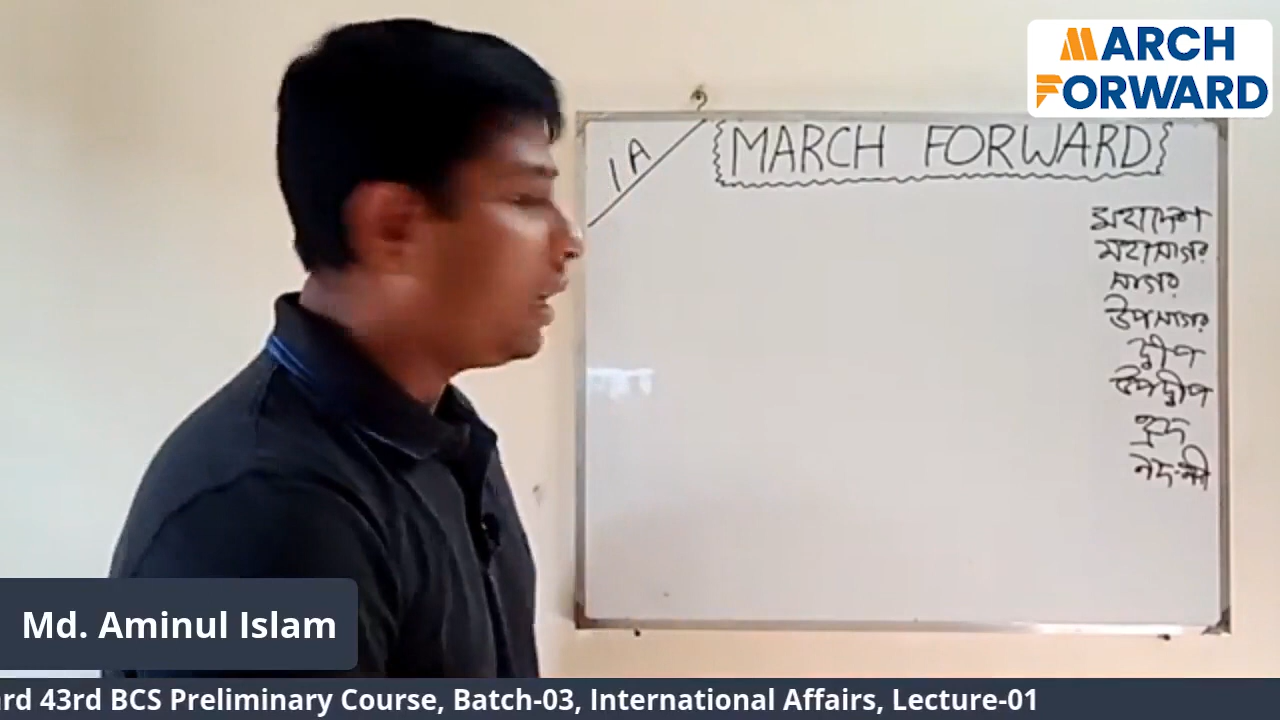 MARCH
FORWARD
1A
MARCH FORWARD
মহাদেশ
মহাসাগর
সাগর
উপসাগর
দ্বীপ
উপদ্বীপ
হ্রদ
নদ-নদী
Md. Aminul Islam
rd 43rd BCS Preliminary Course, Batch-03, International Affairs, Lecture-01